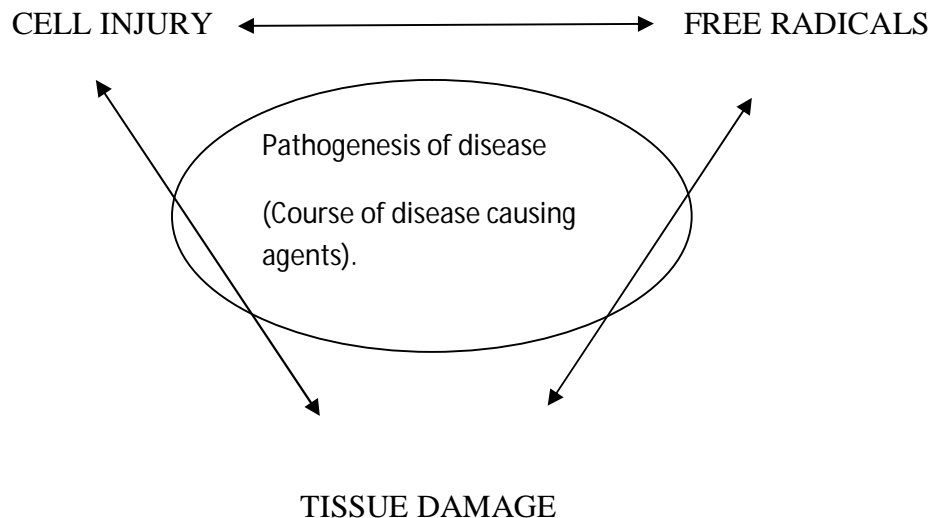 CELL INJURY FREE RADICALS
Pathogenesis of disease
(Course of disease causing
agents).
TISSUE DAMAGE